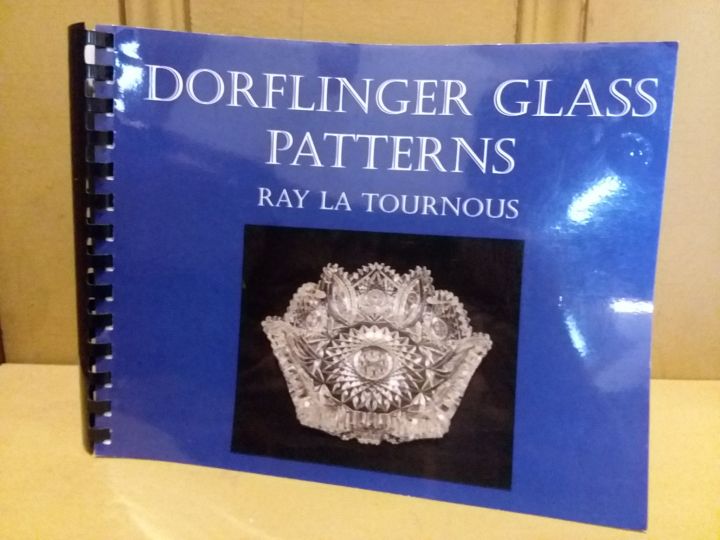 DORFLINGER GLASS
PATTERNS
RAY LA TOURNOUS